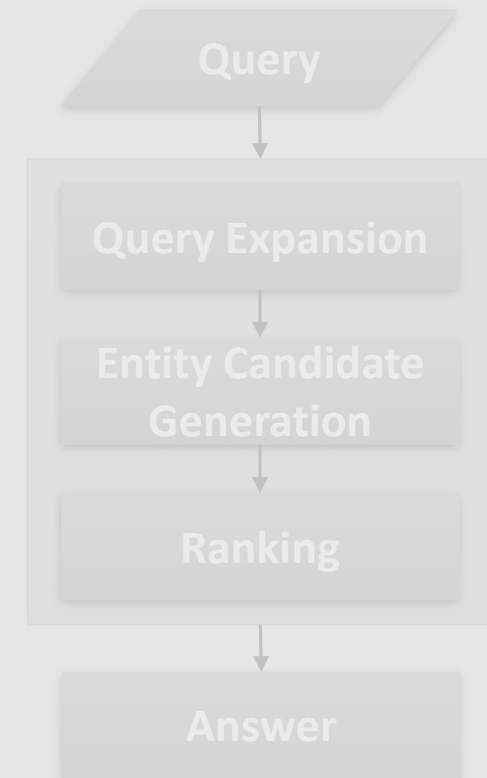 Query
Query Expansion
Entity Candidate
Generation
Ranking
Answer